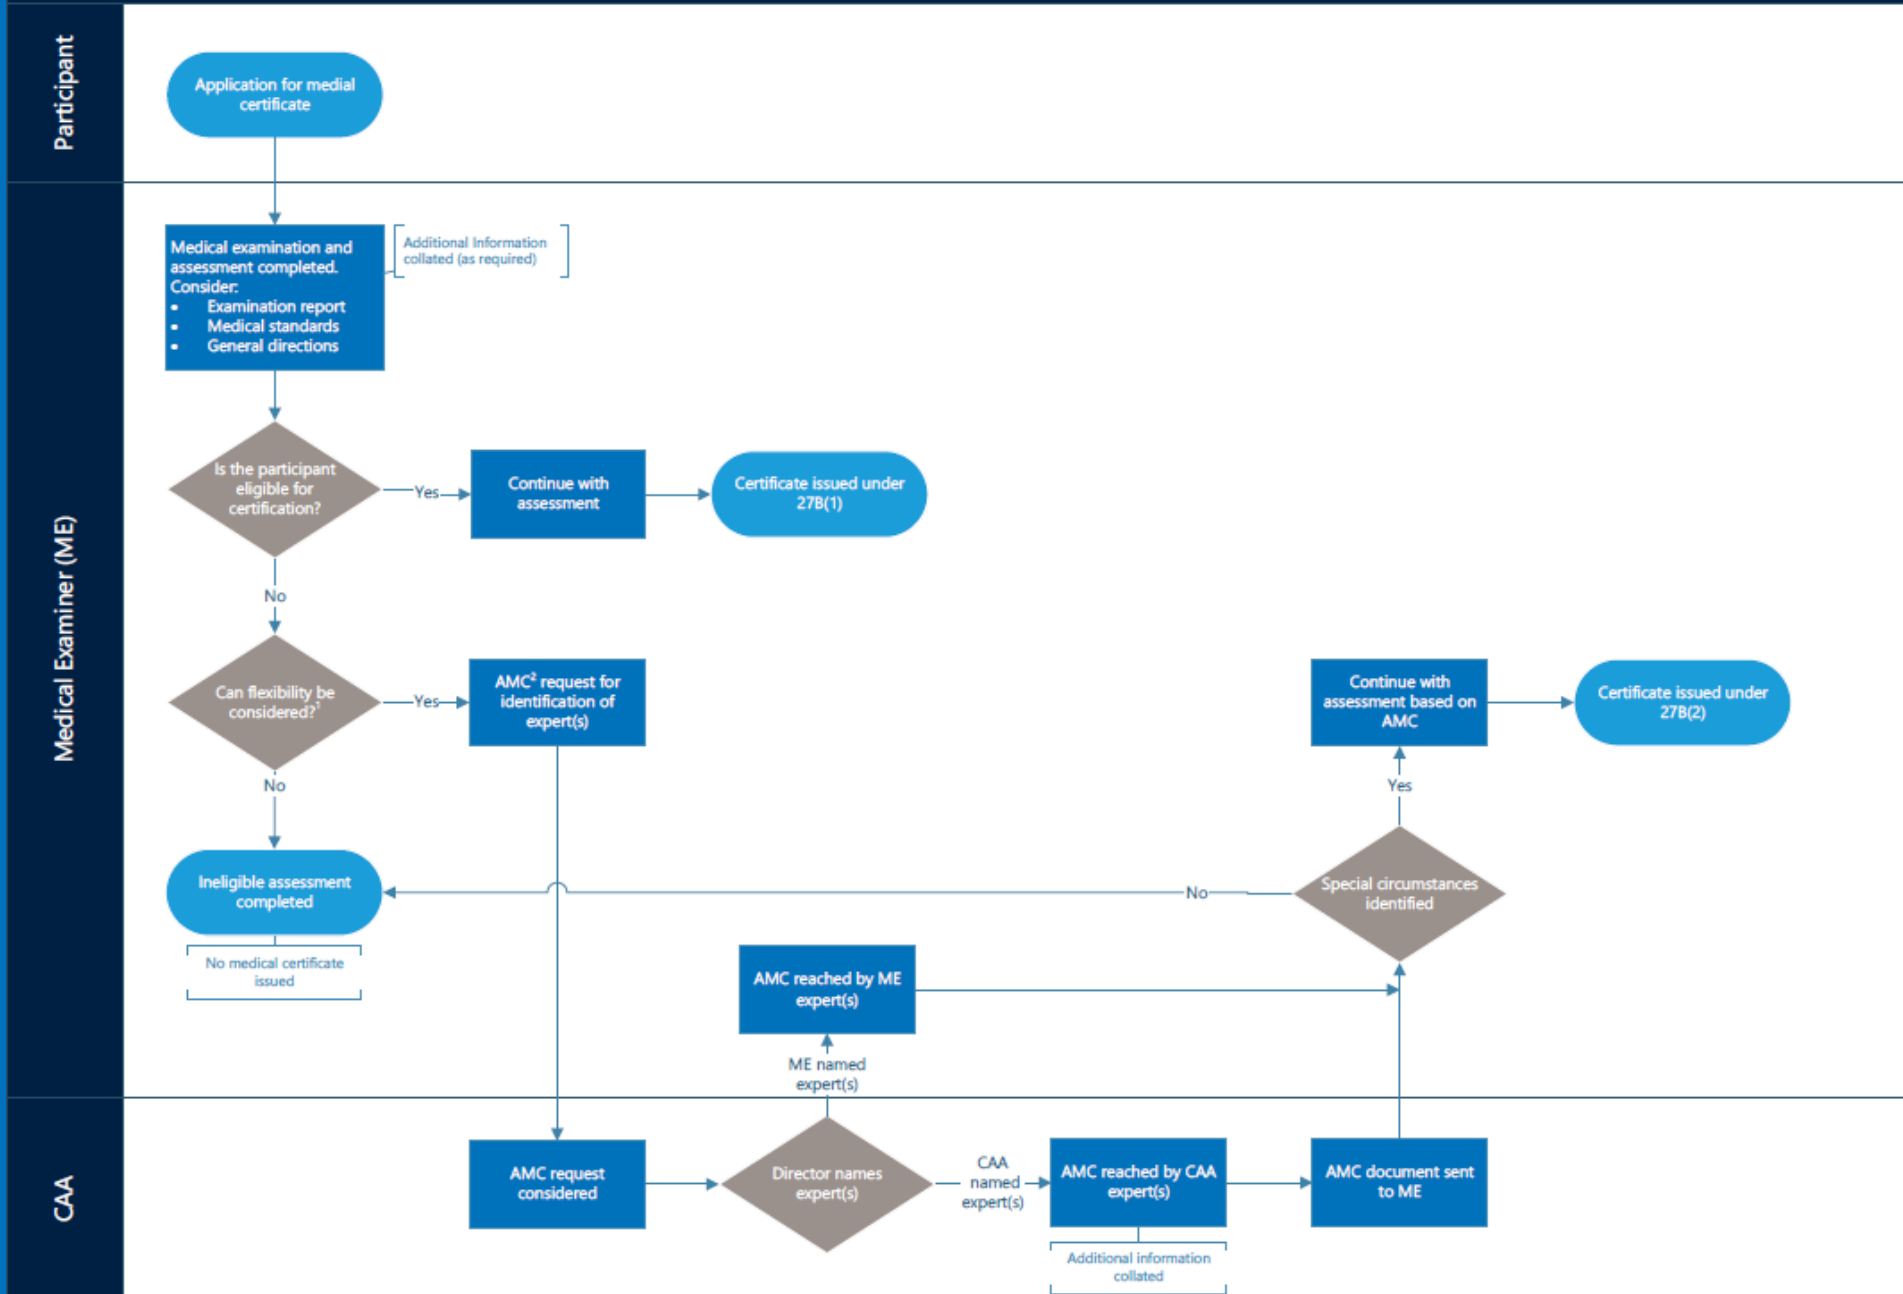 Participant
Application for medial
certificate
Medical Examiner (ME)
Medical examination and
assessment completed.
Consider:
• Examination report
• Medical standards
• General directions
Additional Information
collated (as required)
Is the participant
eligible for
certification?
Yes
Continue with
assessment
Certificate issued under
27B(1)
No
Can flexibility be
considered?¹
Yes
AMC² request for
identification of
expert(s)
Continue with
assessment based on
AMC
Certificate issued under
27B(2)
No
Yes
Ineligible assessment
completed
No
Special circumstances
identified
No medical certificate
issued
AMC reached by ME
expert(s)
ME named
expert(s)
CAA
AMC request
considered
Director names
expert(s)
CAA
named
expert(s)
AMC reached by CAA
expert(s)
AMC document sent
to ME
Additional information
collated